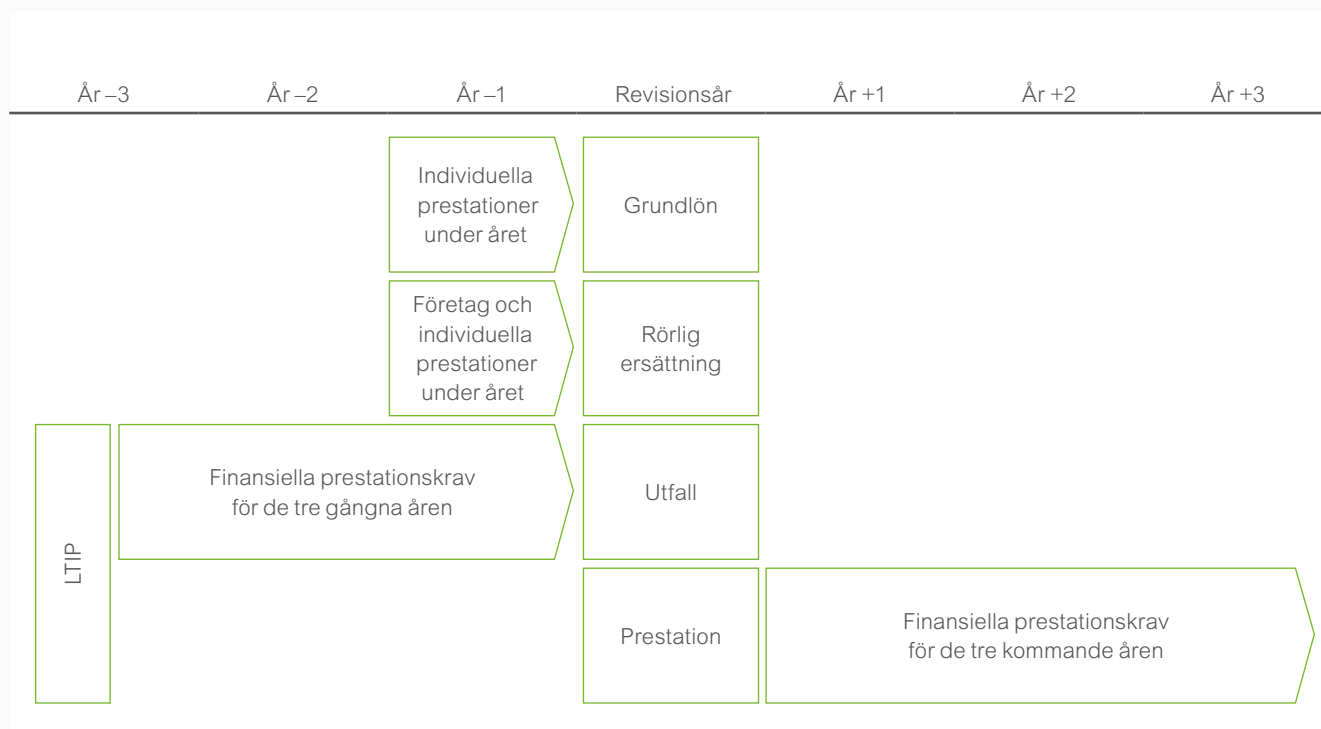 År –3
År –2
År –1
Revisionsår
År +1
År +2
År +3
Individuella
prestationer
under året
Grundlön
Företag och
individuella
prestationer
under året
Rörlig
ersättning
LTIP
Finansiella prestationskrav
för de tre gångna åren
Utfall
Prestation
Finansiella prestationskrav
för de tre kommande åren